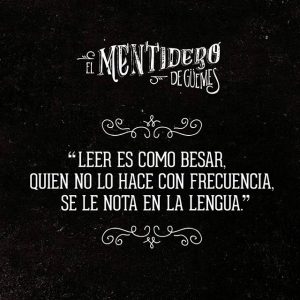 EL MENTIDERO
DE GÜEMES
“LEER ES COMO BESAR,
QUIEN NO LO HACE CON FRECUENCIA,
SE LE NOTA EN LA LENGUA.”